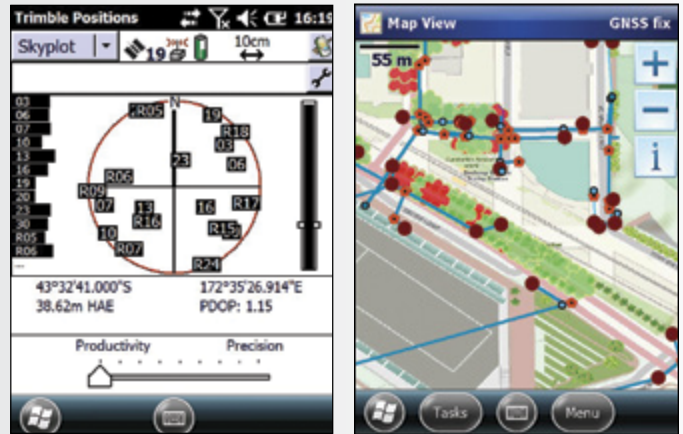 Trimble Positions 16:19
Skyplot 19 10cm
03
06
07
10
13
16
19
20
23
30
R05
R06
N
R05
19
R18
03
23
06
R06
R09
07
13
16
R17
R16
R15
10
R07
R24
43°32'41.000"S 172°35'26.914"E
38.62m HAE PDOP: 1.15
Productivity Precision
Map View GNSS fix
55 m
+
−
i
Tasks Menu